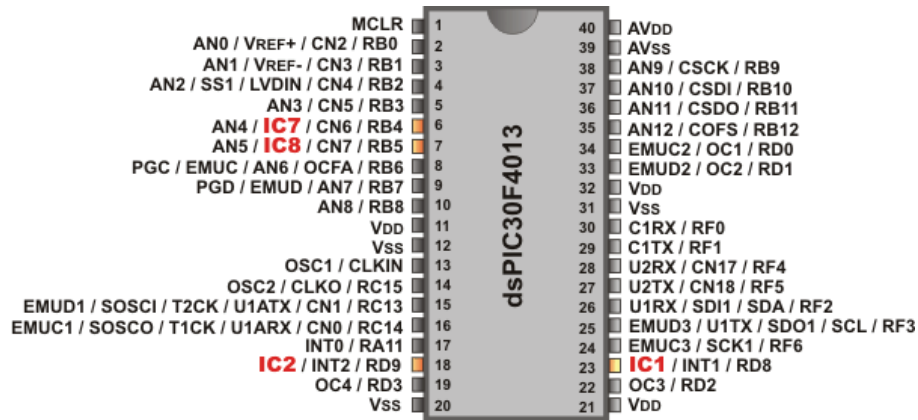 MCLR 1
AN0 / VREF+ / CN2 / RB0 2
AN1 / VREF- / CN3 / RB1 3
AN2 / SS1 / LVDIN / CN4 / RB2 4
AN3 / CN5 / RB3 5
AN4 / IC7 / CN6 / RB4 6
AN5 / IC8 / CN7 / RB5 7
PGC / EMUC / AN6 / OCFA / RB6 8
PGD / EMUD / AN7 / RB7 9
AN8 / RB8 10
VDD 11
VSS 12
OSC1 / CLKIN 13
OSC2 / CLKO / RC15 14
EMUD1 / SOSCI / T2CK / U1ATX / CN1 / RC13 15
EMUC1 / SOSCO / T1CK / U1ARX / CN0 / RC14 16
INT0 / RA11 17
IC2 / INT2 / RD9 18
OC4 / RD3 19
VSS 20
dsPIC30F4013
40 AVDD
39 AVSS
38 AN9 / CSCK / RB9
37 AN10 / CSDI / RB10
36 AN11 / CSDO / RB11
35 AN12 / COFS / RB12
34 EMUC2 / OC1 / RD0
33 EMUD2 / OC2 / RD1
32 VDD
31 VSS
30 C1RX / RF0
29 C1TX / RF1
28 U2RX / CN17 / RF4
27 U2TX / CN18 / RF5
26 U1RX / SDI1 / SDA / RF2
25 EMUD3 / U1TX / SDO1 / SCL / RF3
24 EMUC3 / SCK1 / RF6
23 IC1 / INT1 / RD8
22 OC3 / RD2
21 VDD